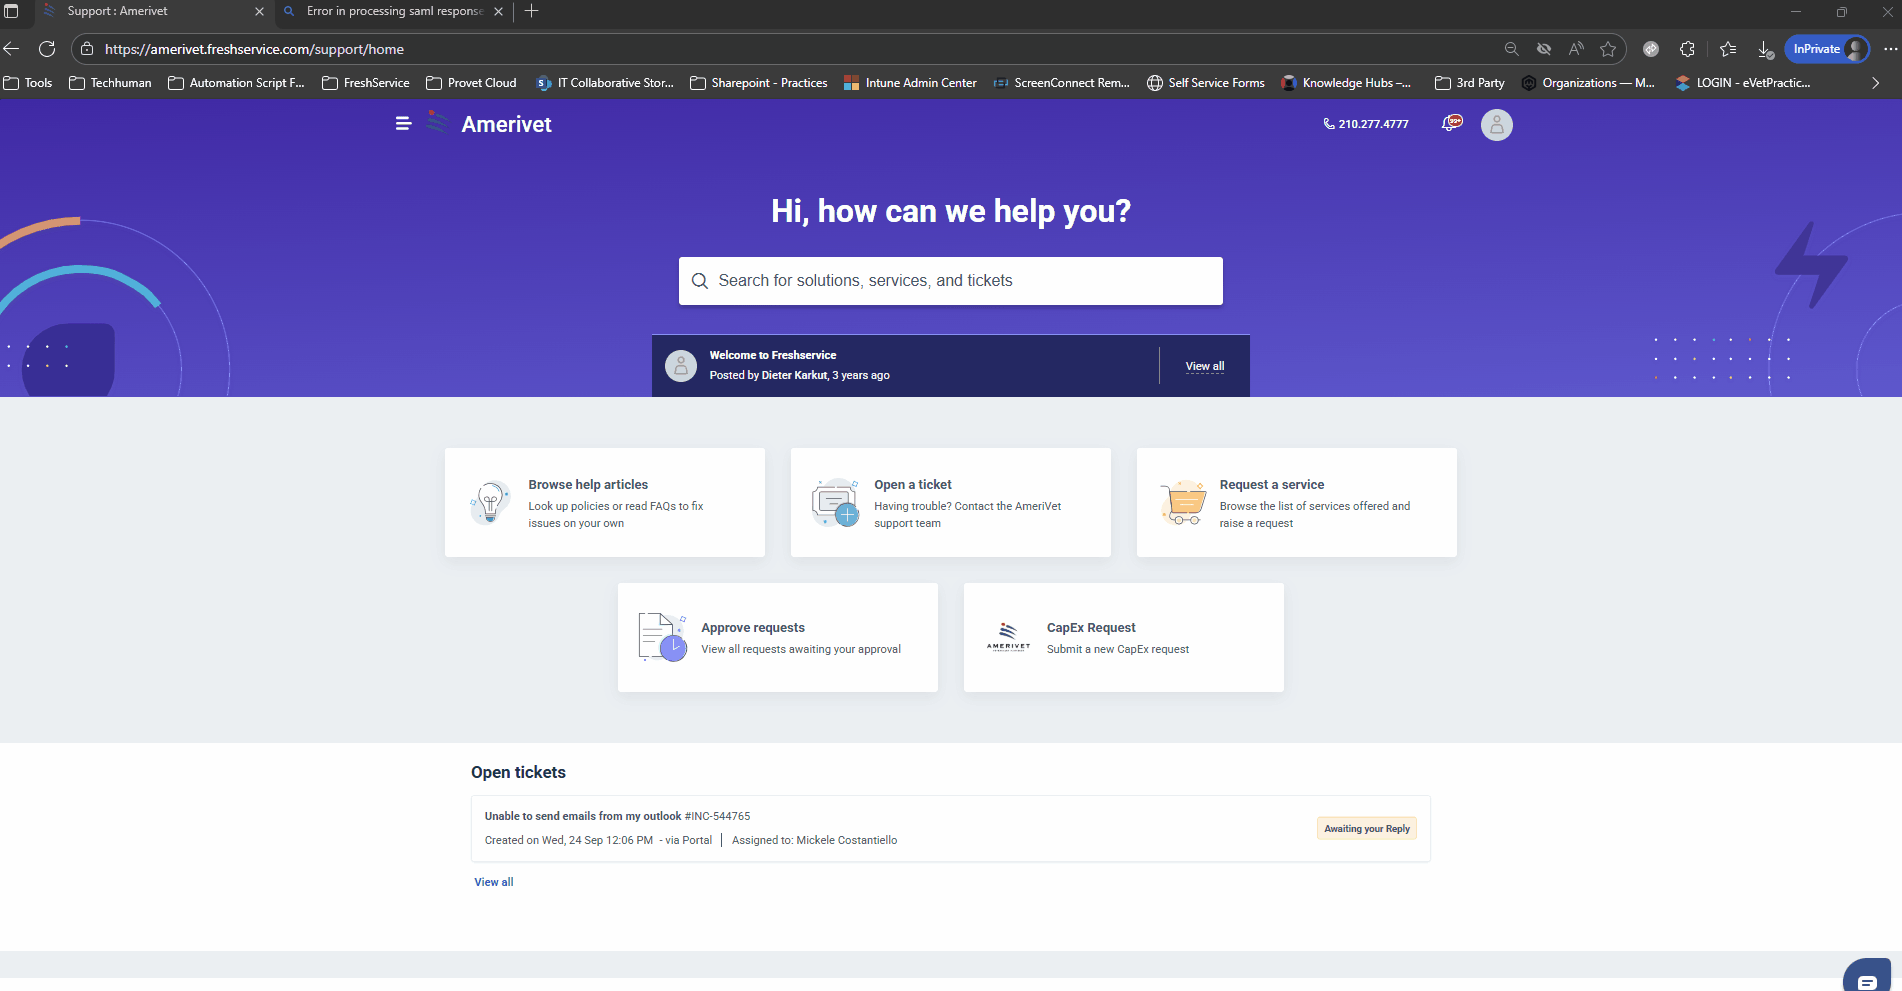 Support : Amerivet
Error in processing saml response
https://amerivet.freshservice.com/support/home
InPrivate
Tools
Techhuman
Automation Script F...
FreshService
Provet Cloud
IT Collaborative Stor...
Sharepoint - Practices
Intune Admin Center
ScreenConnect Rem...
Self Service Forms
Knowledge Hubs –...
3rd Party
Organizations — M...
LOGIN - eVetPractic...
Amerivet
210.277.4777
99+
Hi, how can we help you?
Search for solutions, services, and tickets
Welcome to Freshservice
Posted by Dieter Karkut, 3 years ago
View all
Browse help articles
Look up policies or read FAQs to fix
issues on your own
Open a ticket
Having trouble? Contact the AmeriVet
support team
Request a service
Browse the list of services offered and
raise a request
Approve requests
View all requests awaiting your approval
AMERIVET
CapEx Request
Submit a new CapEx request
Open tickets
Unable to send emails from my outlook #INC-544765
Created on Wed, 24 Sep 12:06 PM - via Portal | Assigned to: Mickele Costantiello
Awaiting your Reply
View all